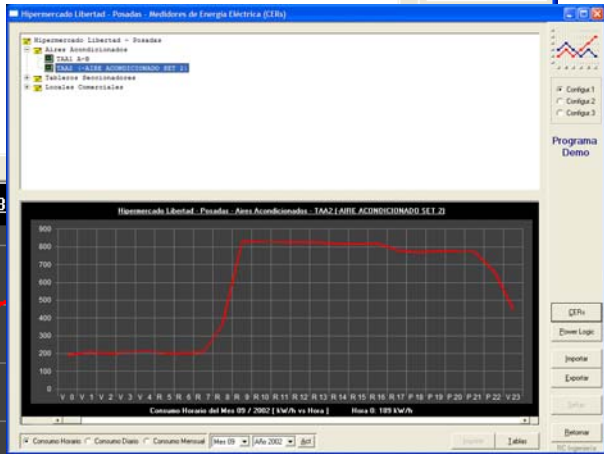 Hipermercado Libertad - Posadas - Medidores de Energía Eléctrica (CERs)
Hipermercado Libertad - Posadas
Aires Acondicionados
TAA1 A-B
TAA2 (-AIRE ACONDICIONADO SET 2)
Tableros Seccionadores
Locales Comerciales
Configur.1
Configur.2
Configur.3
Programa
Demo
Hipermercado Libertad - Posadas - Aires Acondicionados - TAA2 ( AIRE ACONDICIONADO SET 2)
900
800
700
600
500
400
300
200
100
0
V 0 V 1 V 2 V 3 V 4 R 5 R 6 R 7 R 8 R 9 R 10 R 11 R 12 R 13 R 14 R 15 R 16 R 17 P 18 P 19 P 20 P 21 P 22 V 23
Consumo Horario del Mes 09 / 2002 [ kW/h vs Hora ] Hora 0: 189 kW/h
CERs
Power Logic
Importar
Exportar
Retornar
RC Ingeniería
Consumo Horario Consumo Diario Consumo Mensual Mes 09 Año 2002 Act Imprimir Tablas